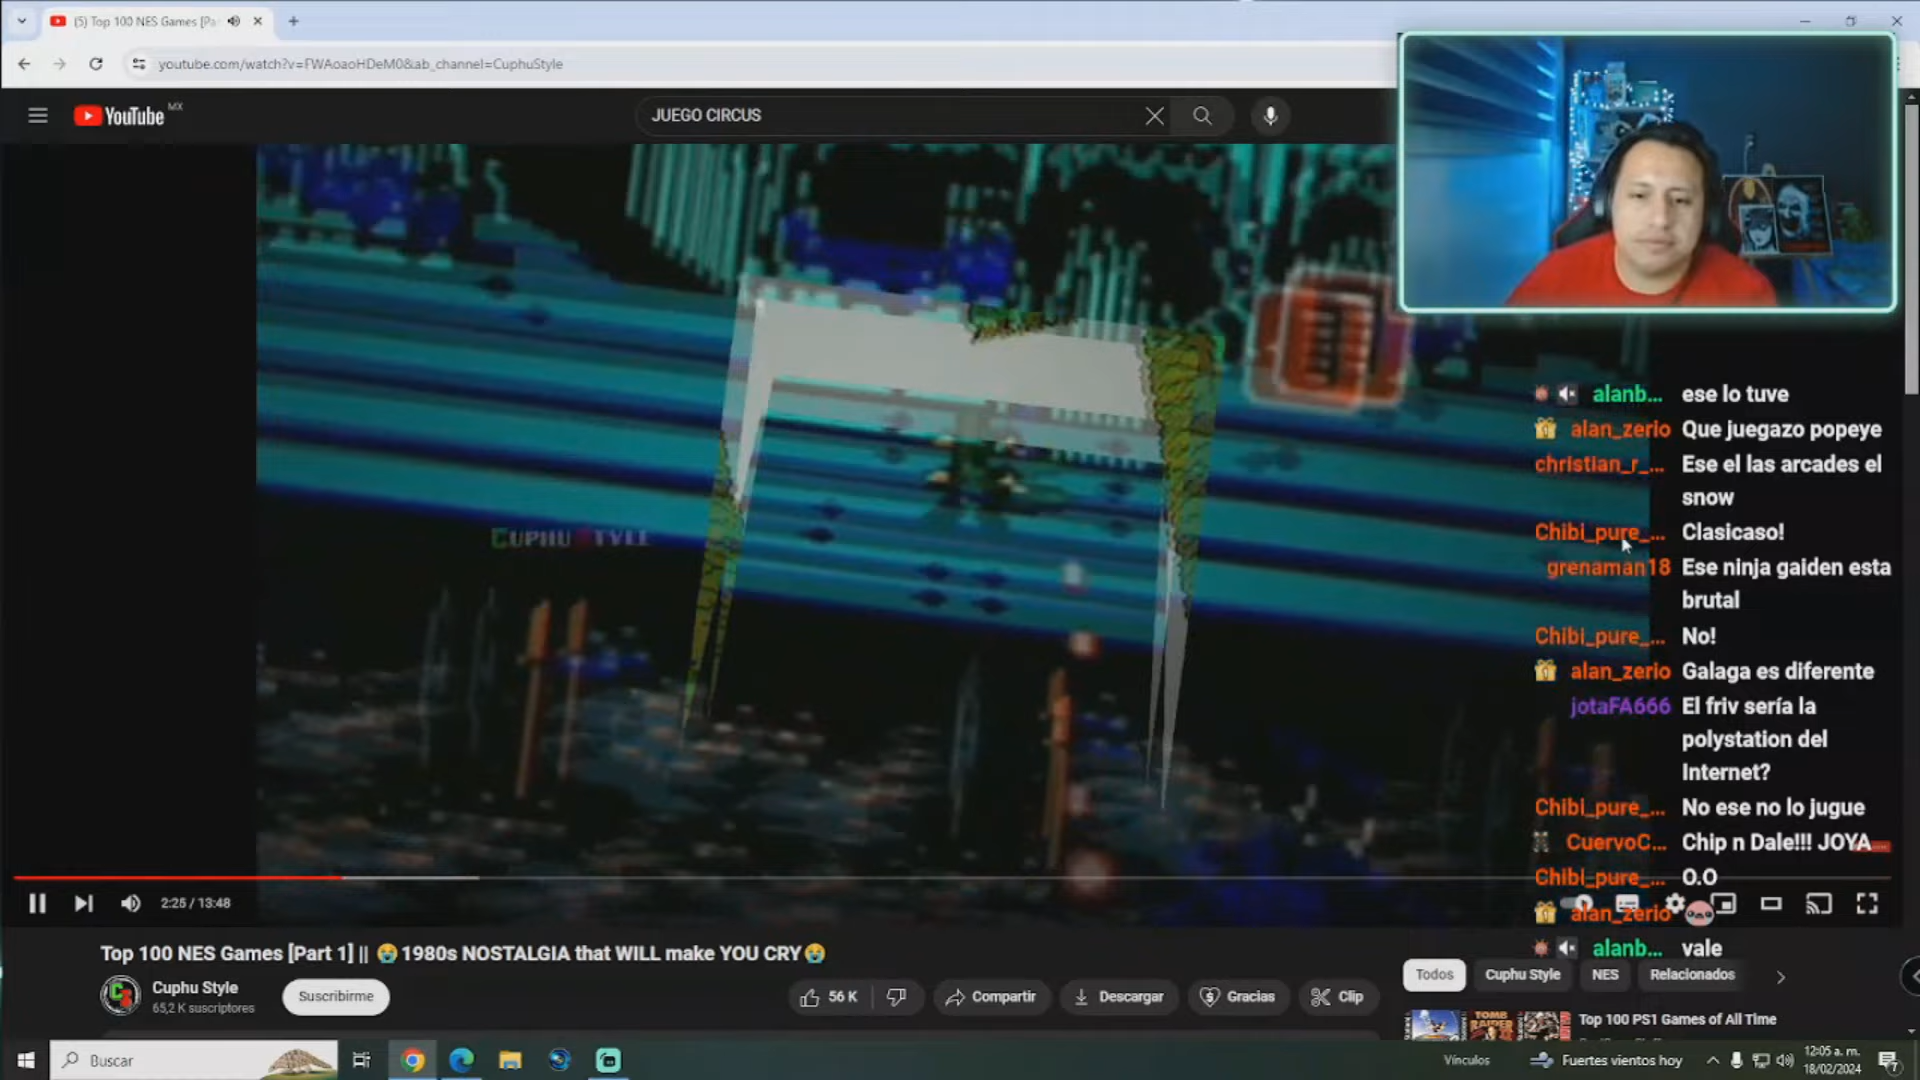 (5) Top 100 NES Games [Pa
youtube.com/watch?v=FWAoaoHDeM0&ab_channel=CuphuStyle
YouTube MX
JUEGO CIRCUS
CUPHU STYLE
alanb... ese lo tuve
alan_zerio Que juegazo popeye
christian_r_... Ese el las arcades el
snow
Chibi_pure_... Clasicaso!
grenaman18 Ese ninja gaiden esta
brutal
Chibi_pure_... No!
alan_zerio Galaga es diferente
jotaFA666 El friv sería la
polystation del
Internet?
Chibi_pure_... No ese no lo jugue
CuervoC... Chip n Dale!!! JOYA
Chibi_pure_... O.O
alan_zerio
alanb... vale
2:25 / 13:48
Top 100 NES Games [Part 1] || 😭1980s NOSTALGIA that WILL make YOU CRY😭
Cuphu Style
65,2 K suscriptores
Suscribirme
56 K
Compartir
Descargar
Gracias
Clip
Todos
Cuphu Style
NES
Relacionados
TOMB
RAIDER
Top 100 PS1 Games of All Time
Buscar
Vínculos
Fuertes vientos hoy
12:05 a. m.
18/02/2024
7